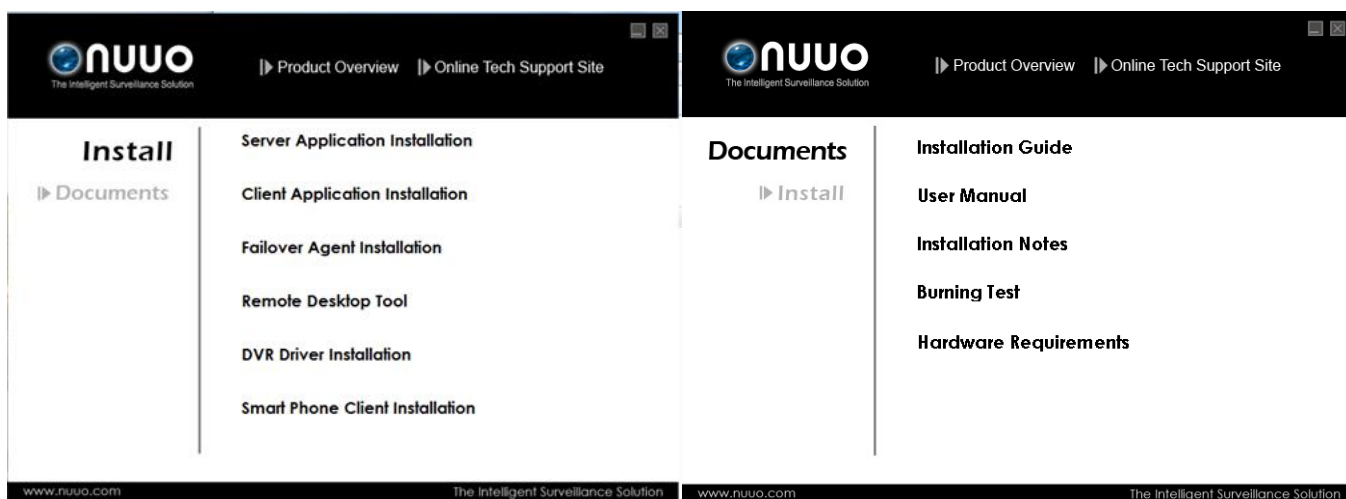 nuuo
The Intelligent Surveillance Solution
Product Overview
Online Tech Support Site
Install
Documents
Server Application Installation
Client Application Installation
Failover Agent Installation
Remote Desktop Tool
DVR Driver Installation
Smart Phone Client Installation
www.nuuo.com
The Intelligent Surveillance Solution
nuuo
The Intelligent Surveillance Solution
Product Overview
Online Tech Support Site
Documents
Install
Installation Guide
User Manual
Installation Notes
Burning Test
Hardware Requirements
www.nuuo.com
The Intelligent Surveillance Solution